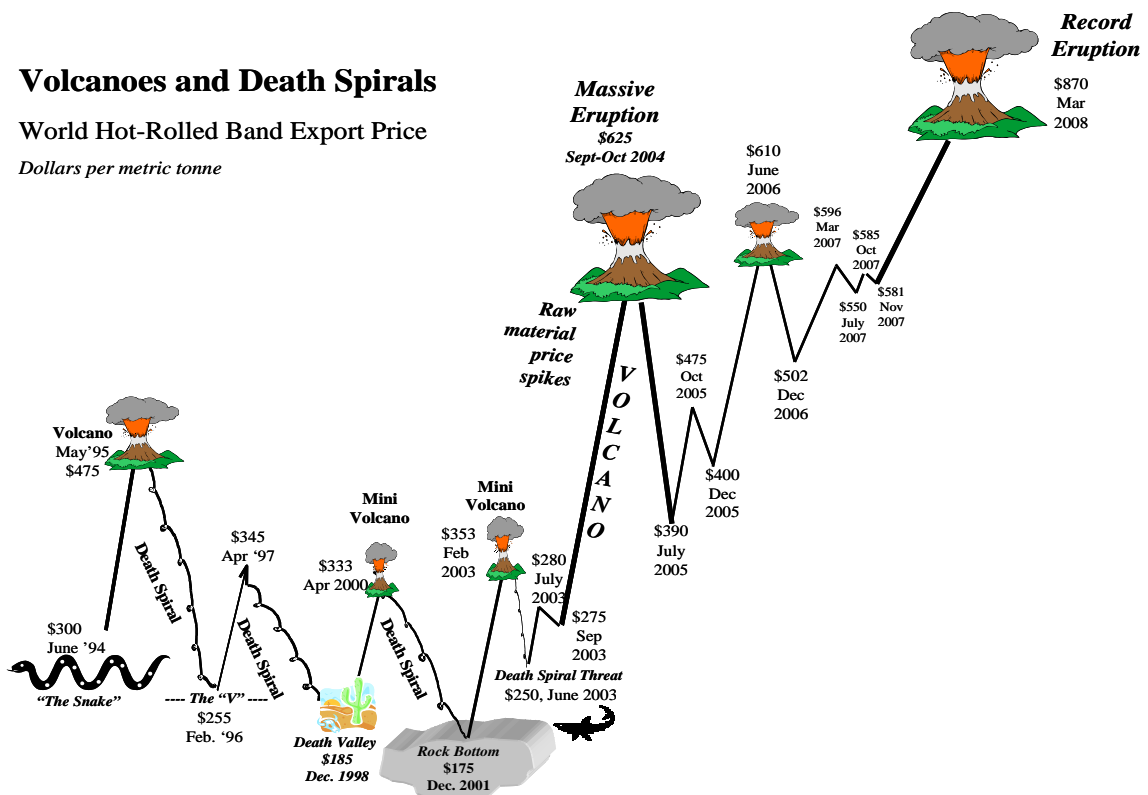 Volcanoes and Death Spirals
World Hot-Rolled Band Export Price
Dollars per metric tonne
Volcano
May’95
$475
$300
June ’94
“The Snake”
Death Spiral
---- The “V” ----
$255
Feb. ’96
$345
Apr ‘97
Death Spiral
Death Valley
$185
Dec. 1998
Mini
Volcano
$333
Apr 2000
Death Spiral
Rock Bottom
$175
Dec. 2001
Mini
Volcano
$353
Feb
2003
Death Spiral Threat
$250, June 2003
$280
July
2003
$275
Sep
2003
Raw
material
price
spikes
VOLCANO
Massive
Eruption
$625
Sept-Oct 2004
$390
July
2005
$475
Oct
2005
$400
Dec
2005
$610
June
2006
$502
Dec
2006
$596
Mar
2007
$550
July
2007
$585
Oct
2007
$581
Nov
2007
Record
Eruption
$870
Mar
2008